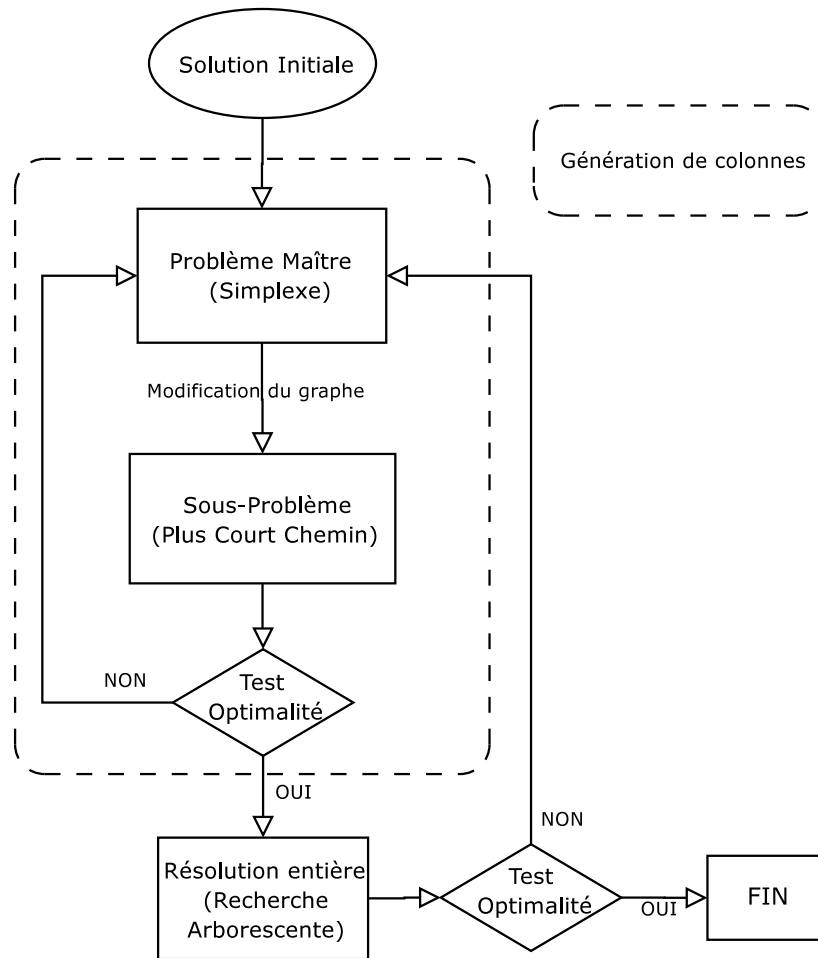 Solution Initiale
Génération de colonnes
Problème Maître
(Simplexe)
Modification du graphe
Sous-Problème
(Plus Court Chemin)
NON
Test
Optimalité
OUI
NON
Résolution entière
(Recherche
Arborescente)
Test
Optimalité
OUI
FIN